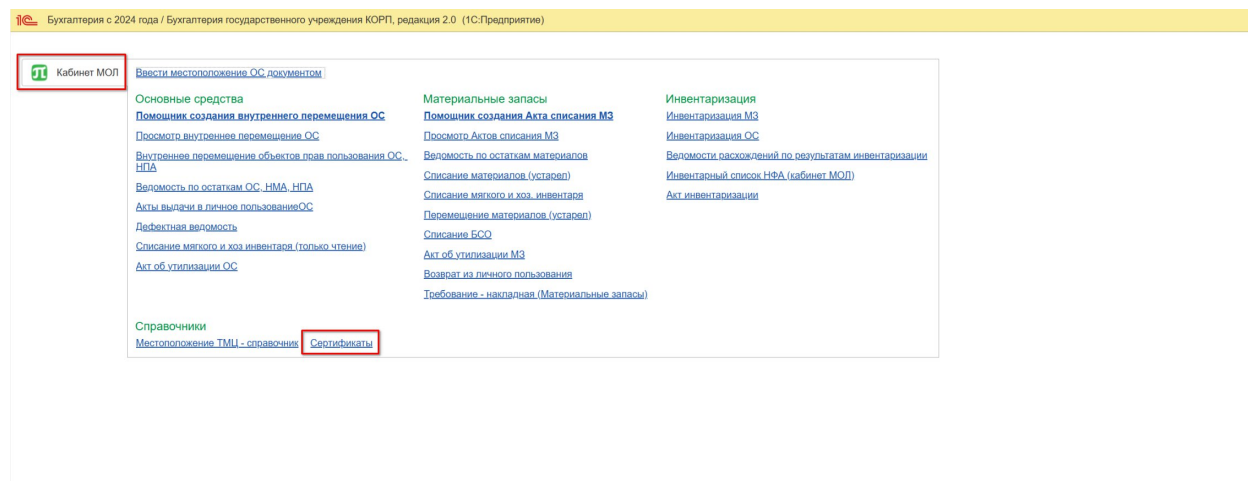 1С Бухгалтерия с 2024 года / Бухгалтерия государственного учреждения КОРП, редакция 2.0 (1С:Предприятие)
Кабинет МОЛ
Ввести местоположение ОС документом
Основные средства
Помощник создания внутреннего перемещения ОС
Просмотр внутреннее перемещение ОС
Внутреннее перемещение объектов прав пользования ОС,
НПА
Ведомость по остаткам ОС, НМА, НПА
Акты выдачи в личное пользованиеОС
Дефектная ведомость
Списание мягкого и хоз инвентаря (только чтение)
Акт об утилизации ОС
Материальные запасы
Помощник создания Акта списания МЗ
Просмотр Актов списания МЗ
Ведомость по остаткам материалов
Списание материалов (устарел)
Списание мягкого и хоз. инвентаря
Перемещение материалов (устарел)
Списание БСО
Акт об утилизации МЗ
Возврат из личного пользования
Требование - накладная (Материальные запасы)
Инвентаризация
Инвентаризация МЗ
Инвентаризация ОС
Ведомости расхождений по результатам инвентаризации
Инвентарный список НФА (кабинет МОЛ)
Акт инвентаризации
Справочники
Местоположение ТМЦ - справочник
Сертификаты